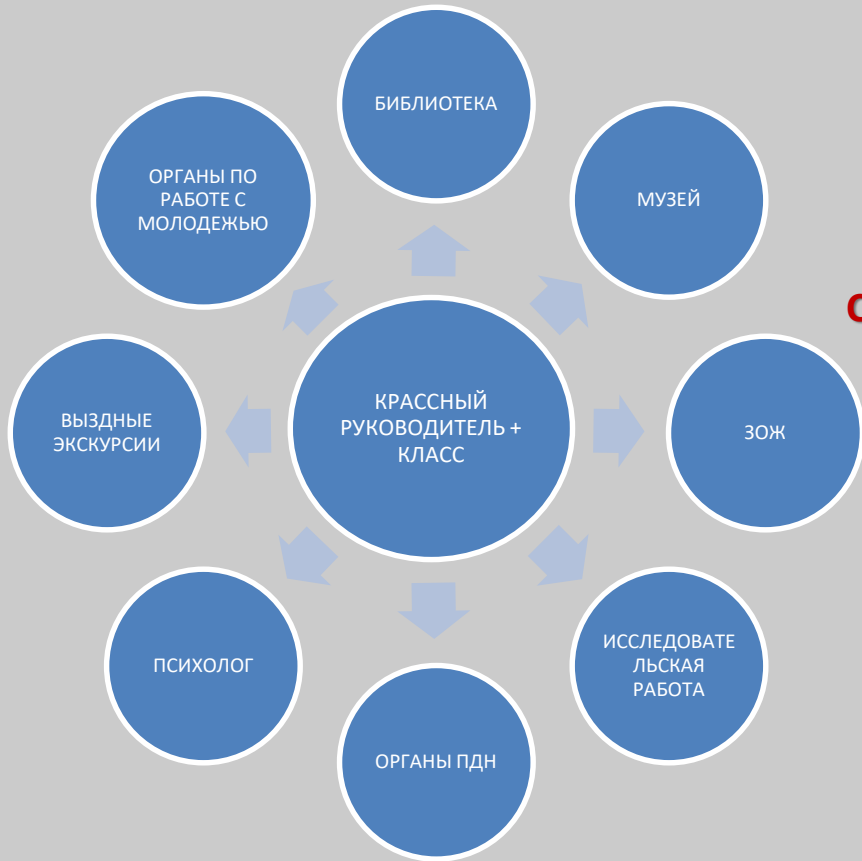 БИБЛИОТЕКА
ОРГАНЫ ПО
РАБОТЕ С
МОЛОДЕЖЬЮ
МУЗЕЙ
КРАССНЫЙ
РУКОВОДИТЕЛЬ +
КЛАСС
ВЫЗДНЫЕ
ЭКСКУРСИИ
ЗОЖ
ПСИХОЛОГ
ИССЛЕДОВАТЕ
ЛЬСКАЯ
РАБОТА
ОРГАНЫ ПДН